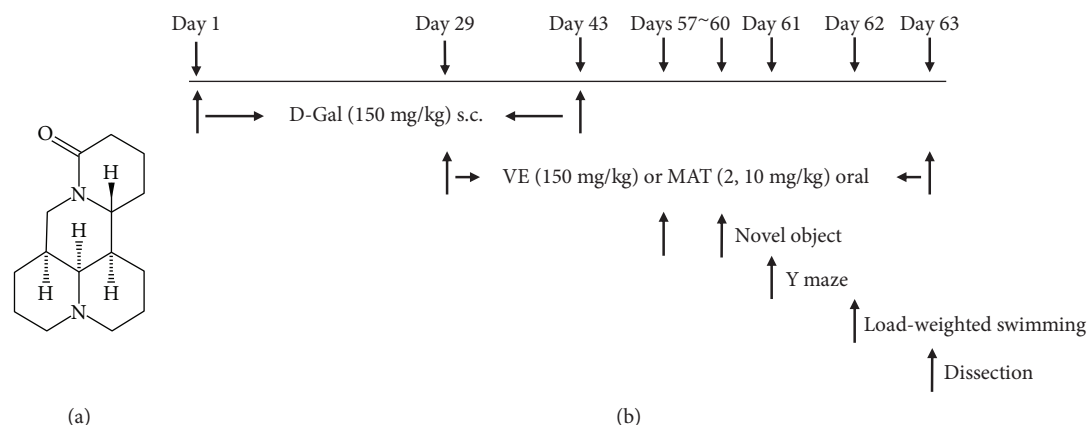 Day 1 Day 29 Day 43 Days 57~60 Day 61 Day 62 Day 63
D-Gal (150 mg/kg) s.c.
VE (150 mg/kg) or MAT (2, 10 mg/kg) oral
Novel object
Y maze
Load-weighted swimming
Dissection
O
H
N
H
H
H
N
(a)
(b)